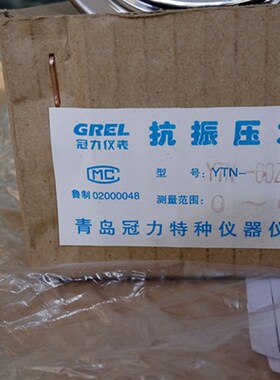 GREL
冠力仪表
抗振压
MC
鲁制 02000048
型 号: YTN-
测量范围: 0 ~
青岛冠力特种仪器仪